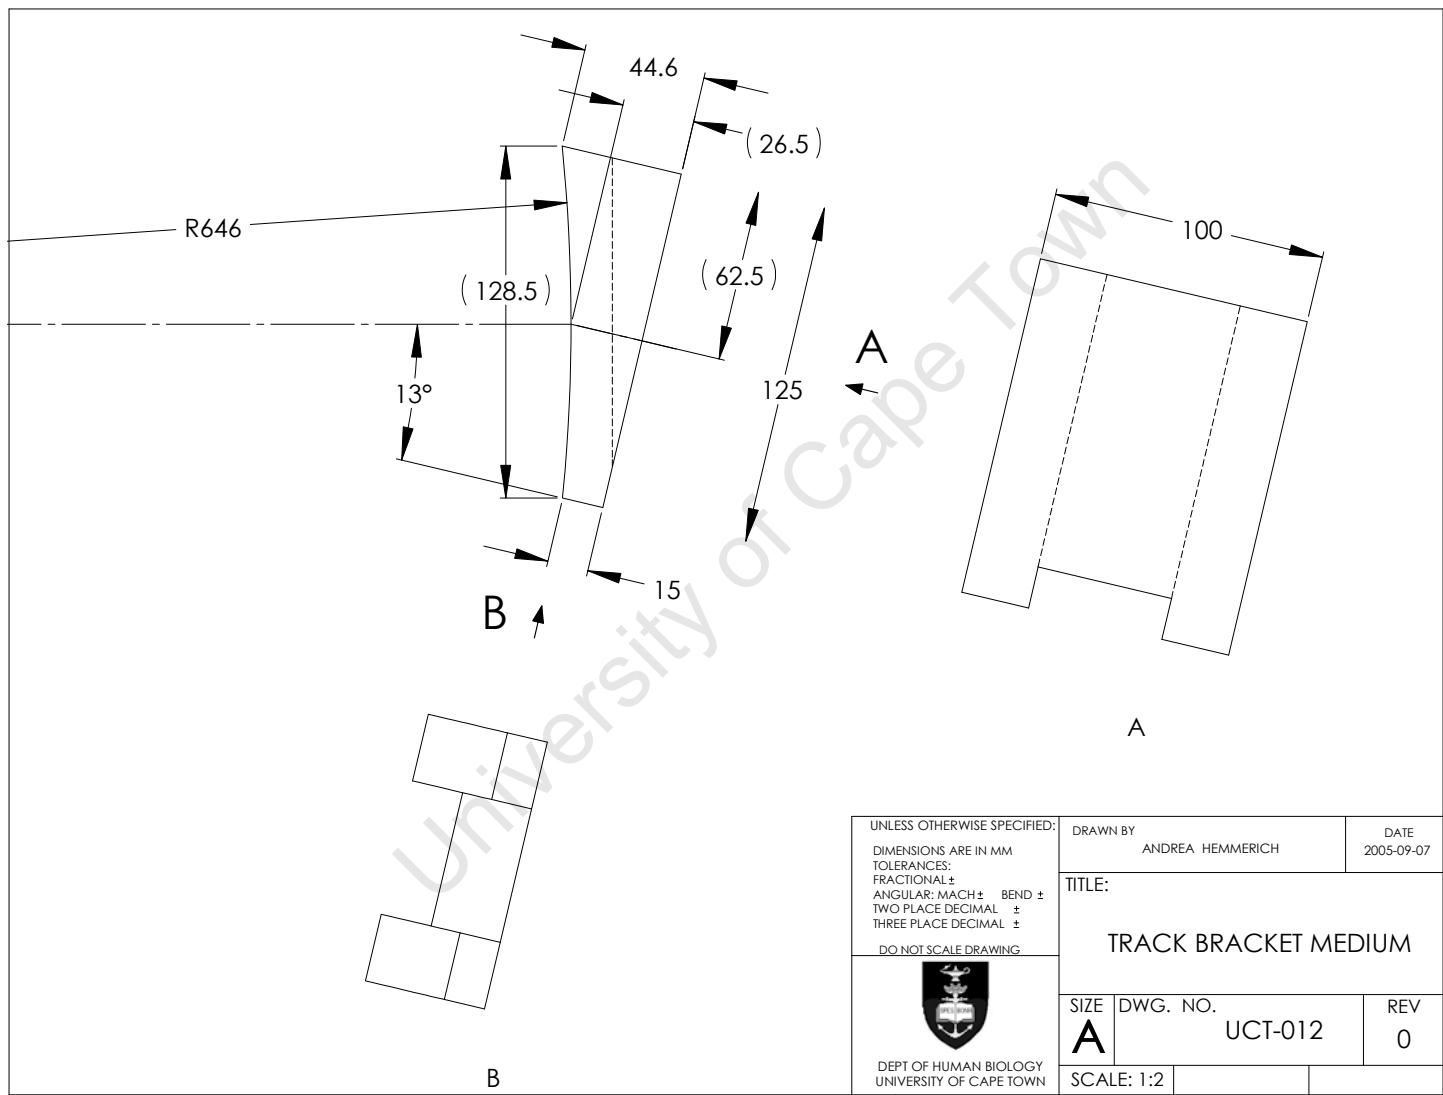 44.6
(26.5)
R646
(128.5)
(62.5)
100
A
13°
125
15
B
A
B
University of Cape Town
UNLESS OTHERWISE SPECIFIED:
DIMENSIONS ARE IN MM
TOLERANCES:
FRACTIONAL ±
ANGULAR: MACH ± BEND ±
TWO PLACE DECIMAL ±
THREE PLACE DECIMAL ±
DO NOT SCALE DRAWING
DEPT OF HUMAN BIOLOGY
UNIVERSITY OF CAPE TOWN
DRAWN BY
ANDREA HEMMERICH
DATE
2005-09-07
TITLE:
TRACK BRACKET MEDIUM
SIZE
A
DWG. NO.
UCT-012
REV
0
SCALE: 1:2